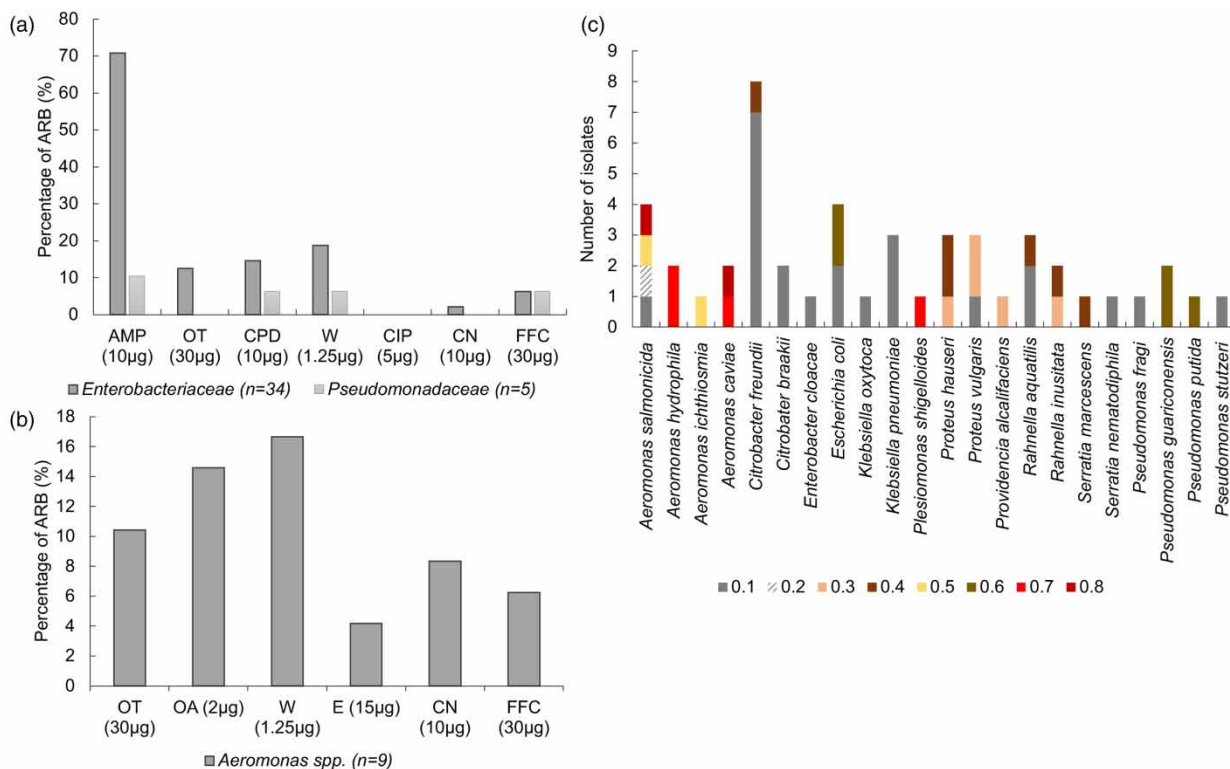 (a)
Percentage of ARB (%)
80
70
60
50
40
30
20
10
0
AMP (10µg)
OT (30µg)
CPD (10µg)
W (1.25µg)
CIP (5µg)
CN (10µg)
FFC (30µg)
Enterobacteriaceae (n=34)
Pseudomonadaceae (n=5)
(b)
Percentage of ARB (%)
18
16
14
12
10
8
6
4
2
0
OT (30µg)
OA (2µg)
W (1.25µg)
E (15µg)
CN (10µg)
FFC (30µg)
Aeromonas spp. (n=9)
(c)
Number of isolates
9
8
7
6
5
4
3
2
1
0
Aeromonas salmonicida
Aeromonas hydrophila
Aeromonas ichthiosmia
Aeromonas caviae
Citrobacter freundii
Citrobater braakii
Enterobacter cloacae
Escherichia coli
Klebsiella oxytoca
Klebsiella pneumoniae
Plesiomonas shigelloides
Proteus hauseri
Proteus vulgaris
Providencia alcalifaciens
Rahnella aquatilis
Rahnella inusitata
Serratia marcescens
Serratia nematodiphila
Pseudomonas fragi
Pseudomonas guariconensis
Pseudomonas putida
Pseudomonas stutzeri
0.1 0.2 0.3 0.4 0.5 0.6 0.7 0.8